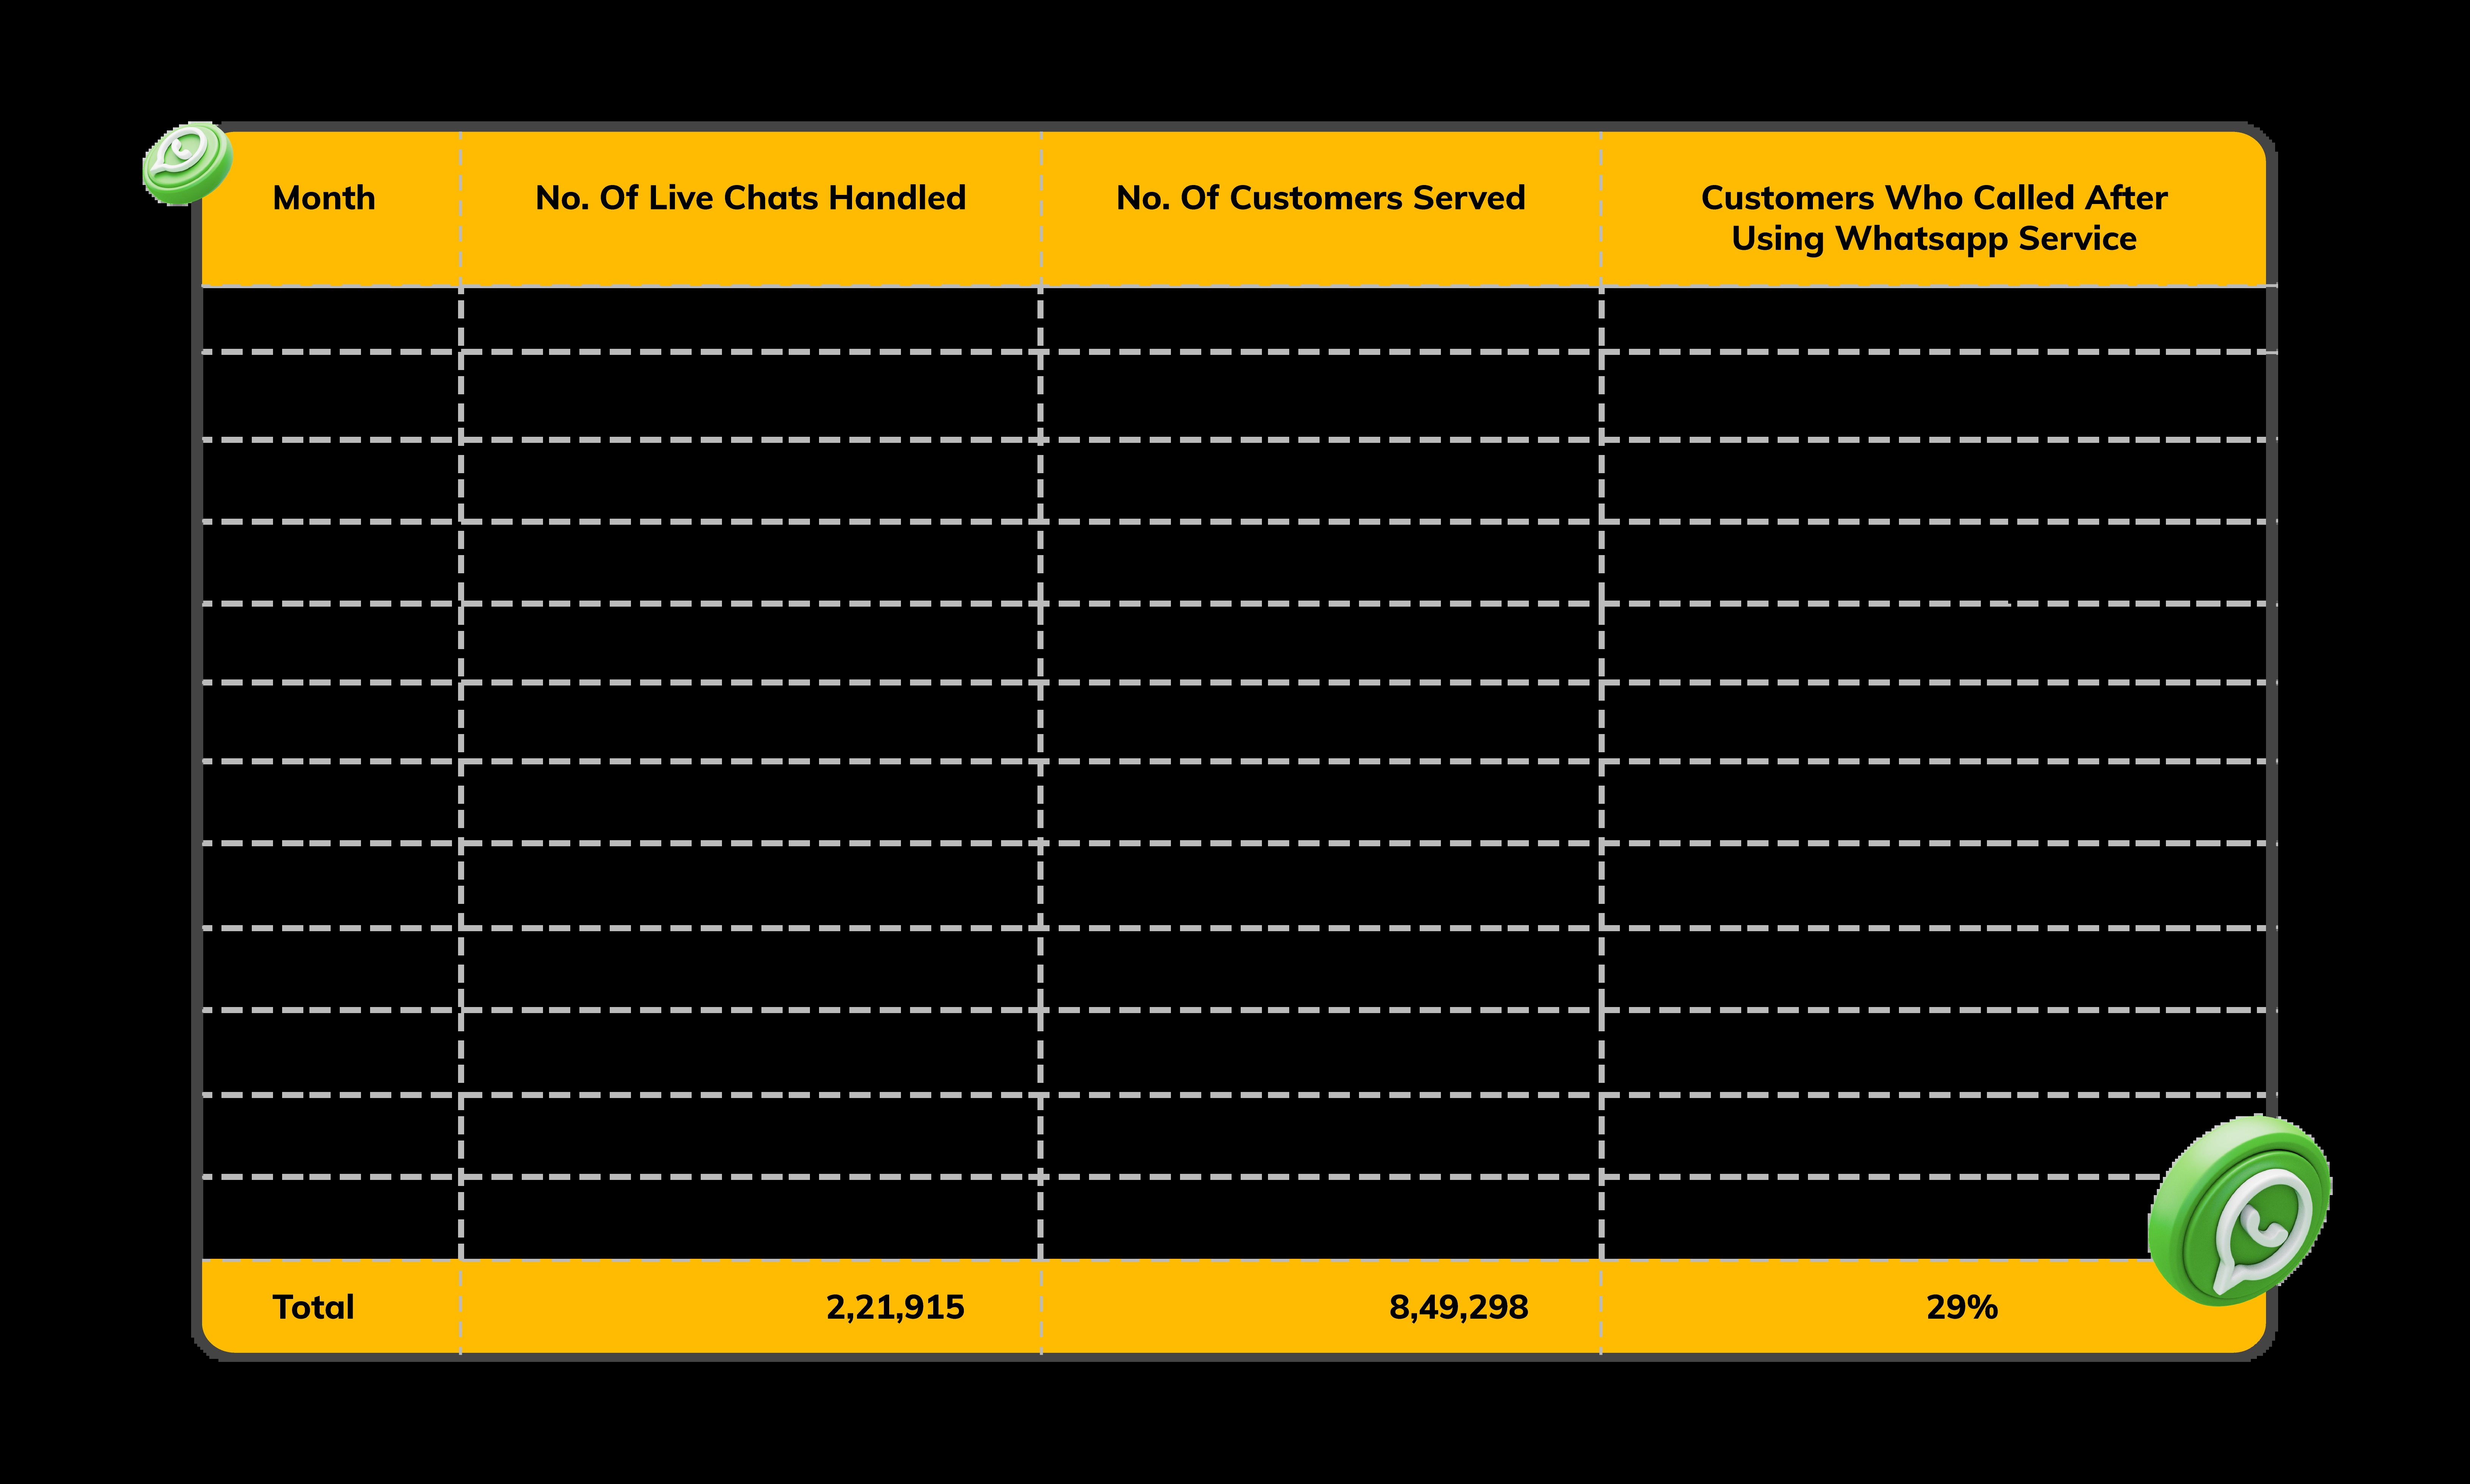 Month No. Of Live Chats Handled No. Of Customers Served Customers Who Called After
Using Whatsapp Service
Total 2,21,915 8,49,298 29%